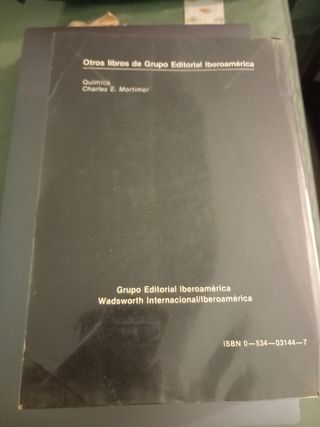 Otros libros de Grupo Editorial Iberoamérica
Química
Charles E. Mortimer
Grupo Editorial Iberoamérica
Wadsworth Internacional/Iberoamérica
ISBN 0—534—03144—7